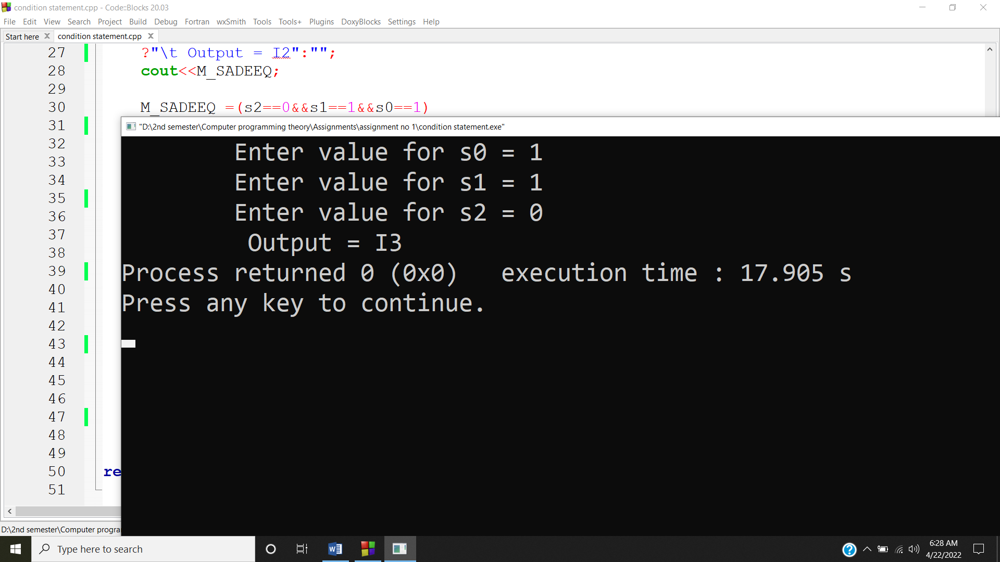 condition statement.cpp - Code::Blocks 20.03
File Edit View Search Project Build Debug Fortran wxSmith Tools Tools+ Plugins DoxyBlocks Settings Help
Start here condition statement.cpp
27 ?"\t Output = I2":"";
28 cout<<M_SADEEQ;
29
30 M_SADEEQ =(s2==0&&s1==1&&s0==1)
31
"D:\2nd semester\Computer programming theory\Assignments\assignment no 1\condition statement.exe"
32
33
34
35
36
37
38
39
40
41
42
43
44
45
46
47
48
49
50 re
51
Enter value for s0 = 1
Enter value for s1 = 1
Enter value for s2 = 0
Output = I3
Process returned 0 (0x0)   execution time : 17.905 s
Press any key to continue.
D:\2nd semester\Computer progra
Type here to search
6:28 AM
4/22/2022